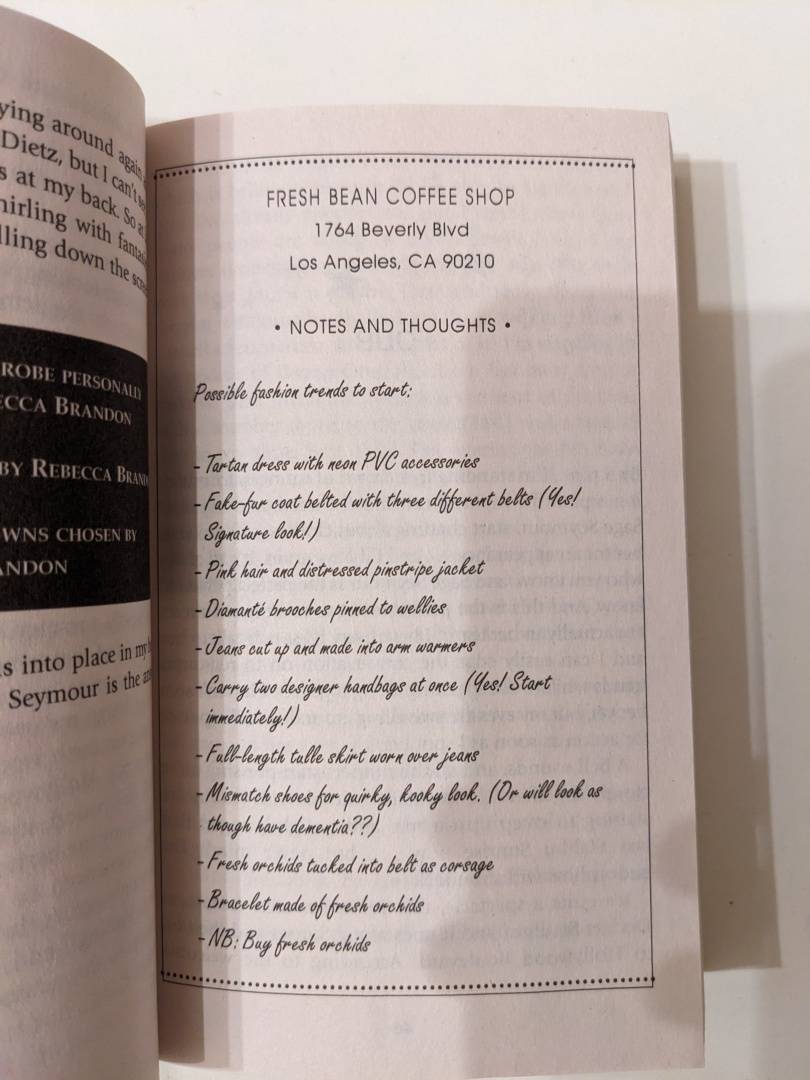 ying around again
Dietz, but I can't
s at my back. So
hirling with
lling down the
ROBE PERSONALLY
ECCA BRANDON
BY REBECCA
WNS CHOSEN BY
ANDON
s into place in my
Seymour is the
FRESH BEAN COFFEE SHOP
1764 Beverly Blvd
Los Angeles, CA 90210
• NOTES AND THOUGHTS •
Possible fashion trends to start:
- Tartan dress with neon PVC accessories
- Fake-fur coat belted with three different belts (Yes!
Signature look!)
- Pink hair and distressed pinstripe jacket
- Diamanté brooches pinned to wellies
- Jeans cut up and made into arm warmers
- Carry two designer handbags at once (Yes! Start
immediately!)
- Full-length tulle skirt worn over jeans
- Mismatch shoes for quirky, kooky look. (Or will look as
though have dementia??)
- Fresh orchids tucked into belt as corsage
- Bracelet made of fresh orchids
- NB: Buy fresh orchids